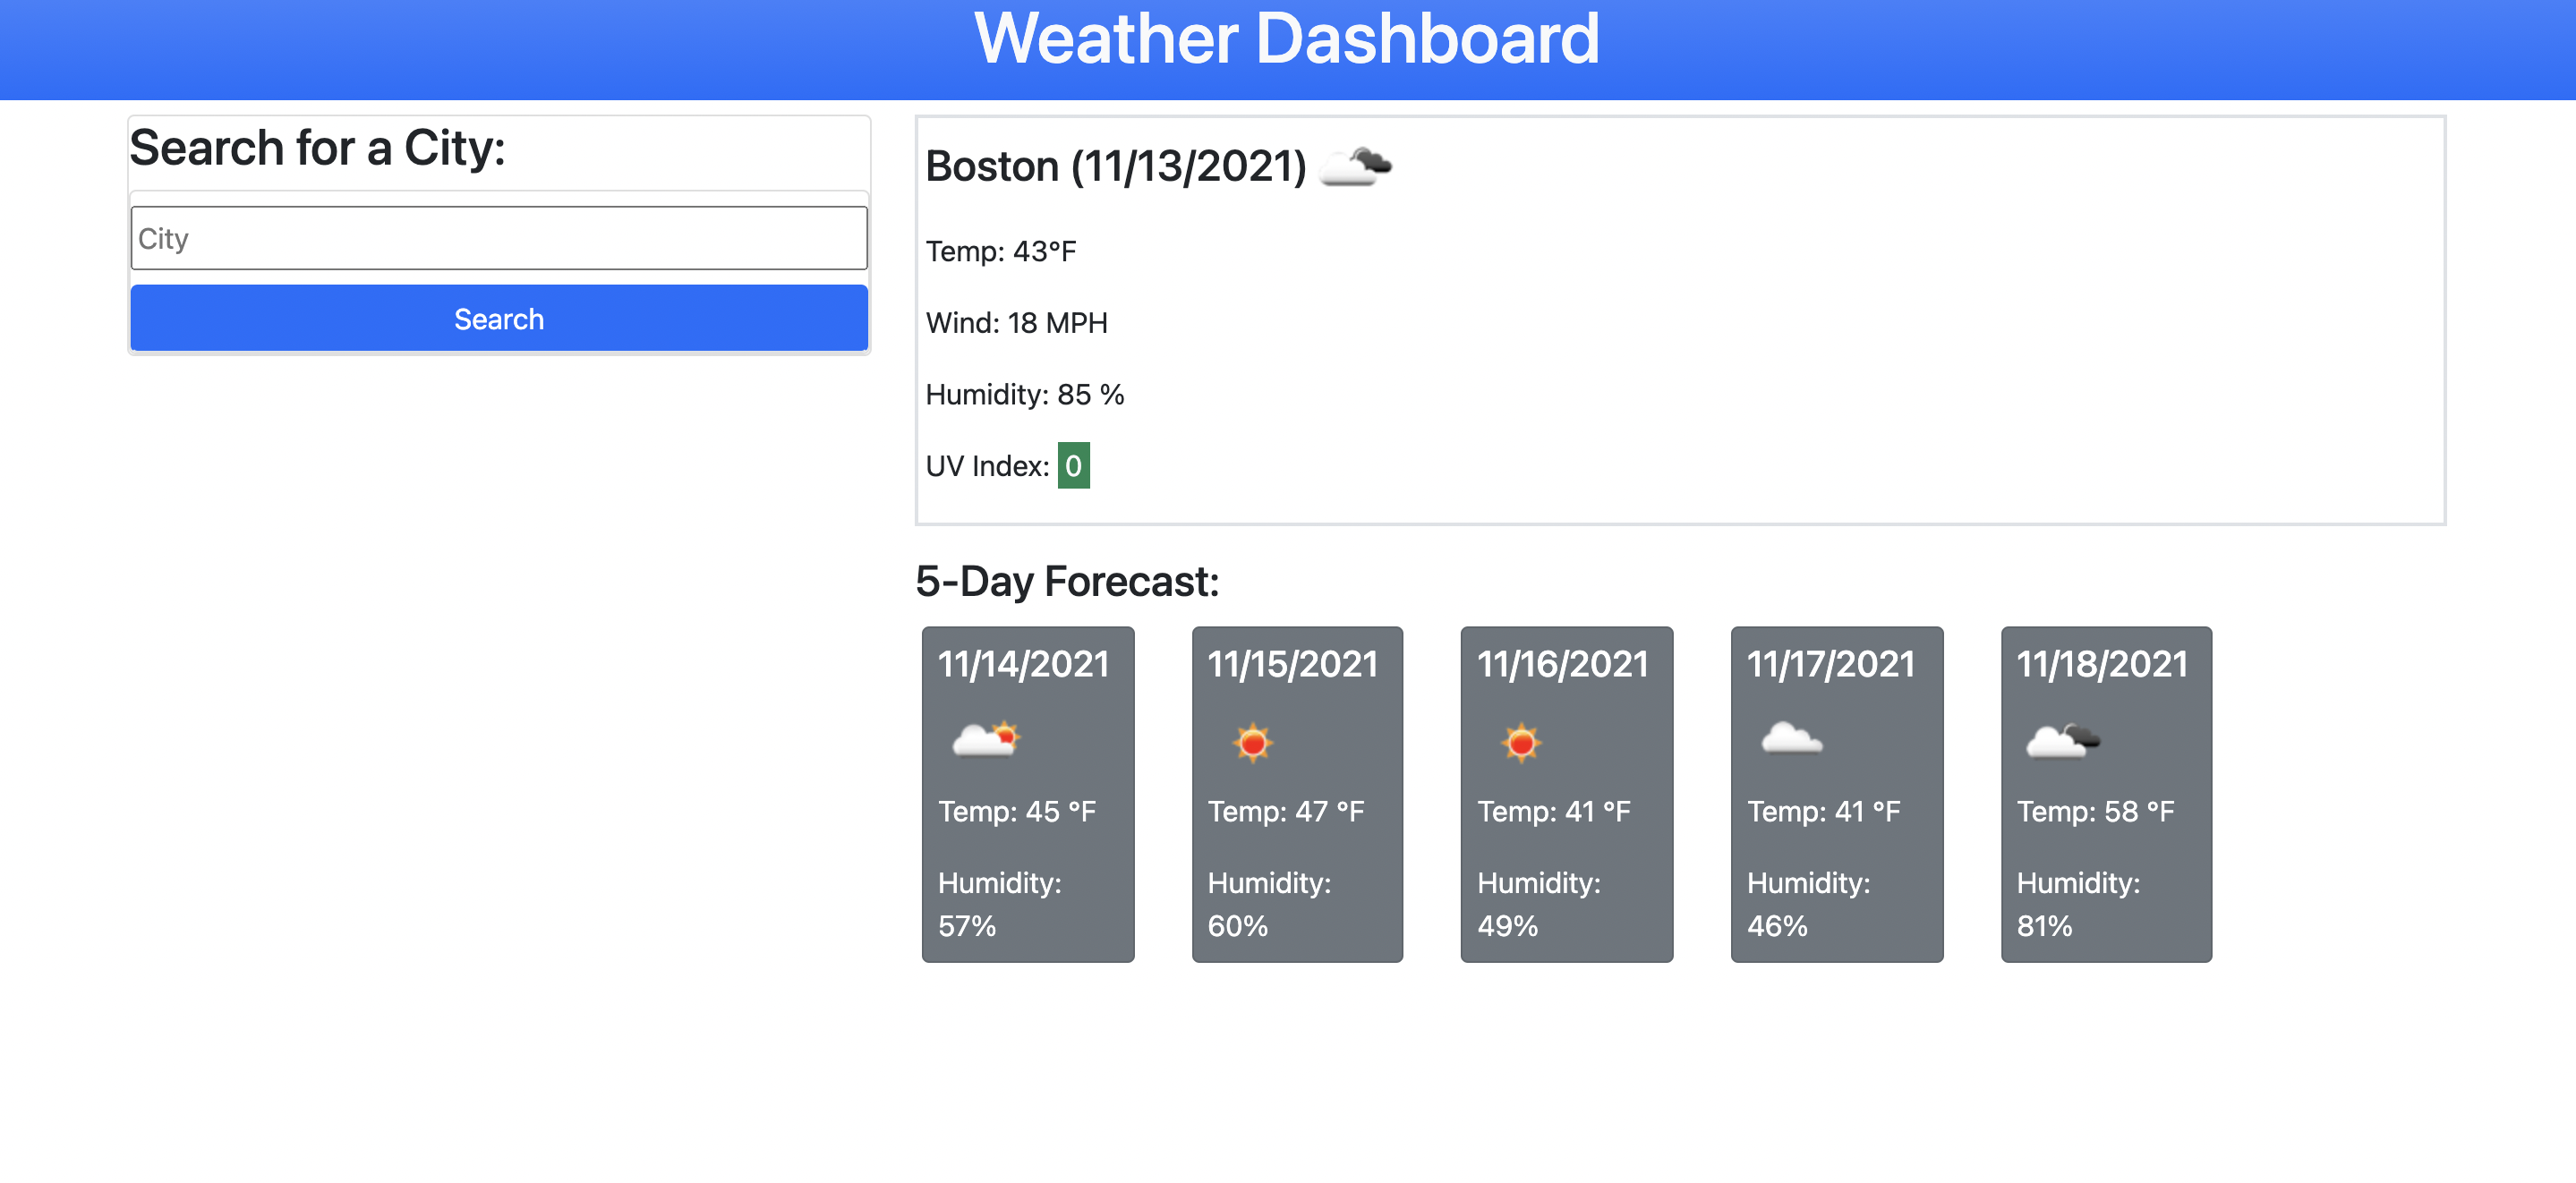 Weather Dashboard
Search for a City:
City
Search
Boston (11/13/2021)
Temp: 43°F
Wind: 18 MPH
Humidity: 85 %
UV Index: 0
5-Day Forecast:
11/14/2021
Temp: 45 °F
Humidity:
57%
11/15/2021
Temp: 47 °F
Humidity:
60%
11/16/2021
Temp: 41 °F
Humidity:
49%
11/17/2021
Temp: 41 °F
Humidity:
46%
11/18/2021
Temp: 58 °F
Humidity:
81%